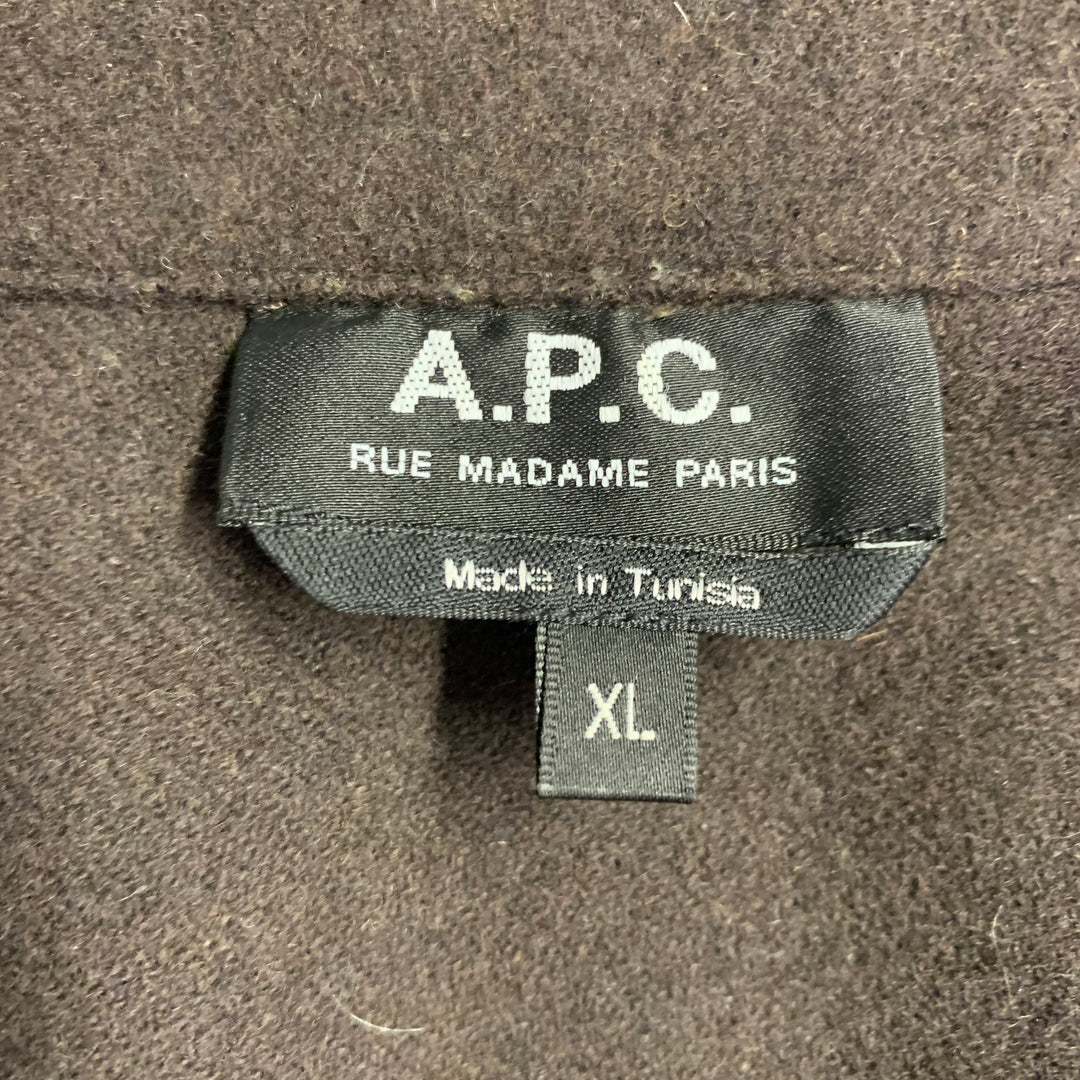 A.P.C.
RUE MADAME PARIS
Made in Tunisia
XL